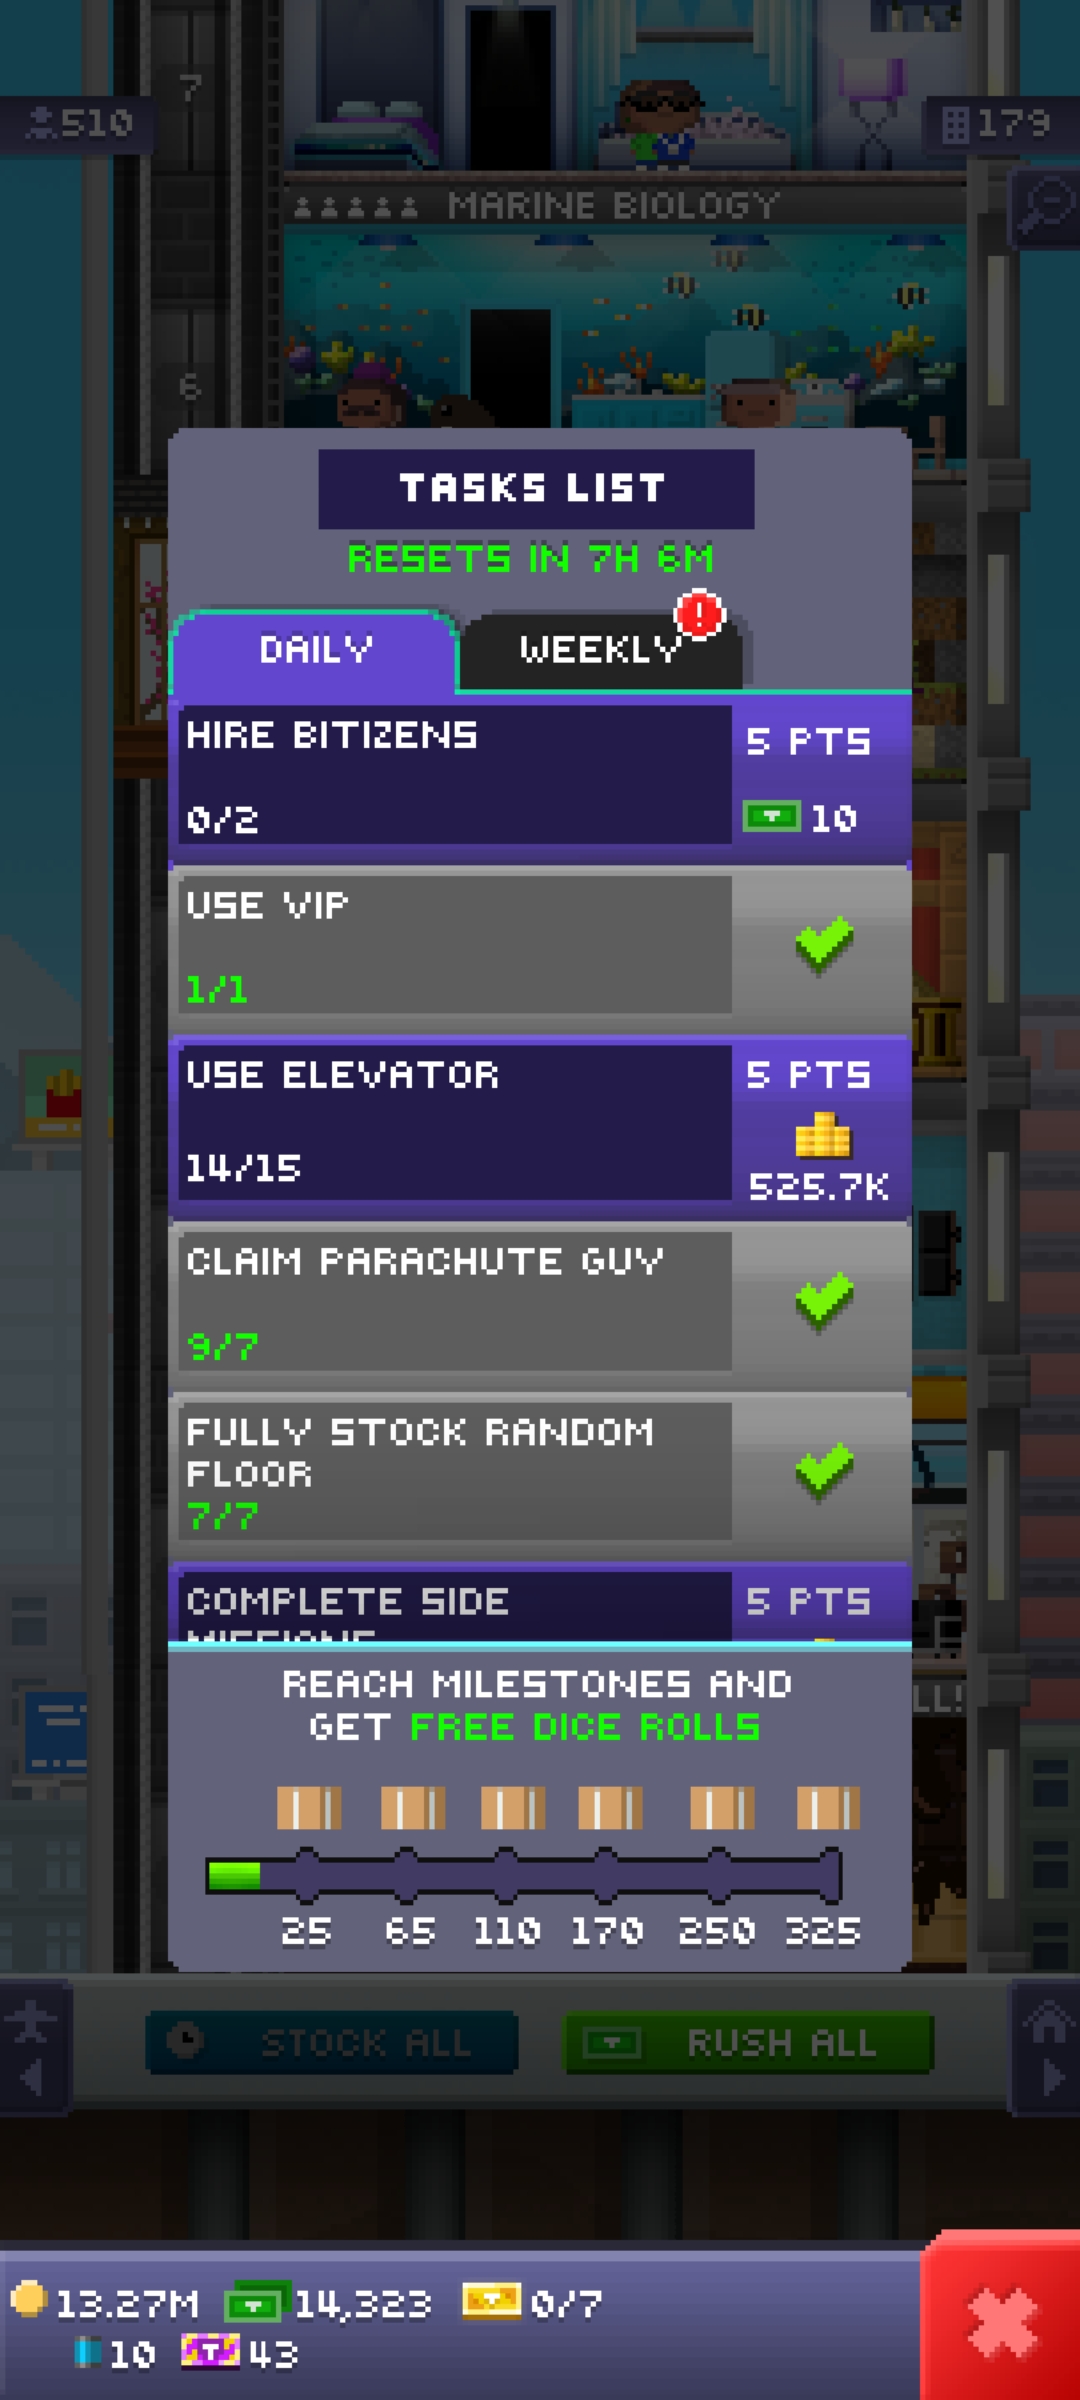 7
510
179
MARINE BIOLOGY
6
TASKS LIST
RESETS IN 7H 6M
DAILY
WEEKLY
!
HIRE BITIZENS
5 PTS
0/2
10
USE VIP
1/1
USE ELEVATOR
5 PTS
14/15
525.7K
CLAIM PARACHUTE GUY
9/7
FULLY STOCK RANDOM
FLOOR
7/7
COMPLETE SIDE
5 PTS
MISSIONS
LL!
REACH MILESTONES AND
GET FREE DICE ROLLS
25 65 110 170 250 325
STOCK ALL
RUSH ALL
13.27M 14,323 0/7
10 43